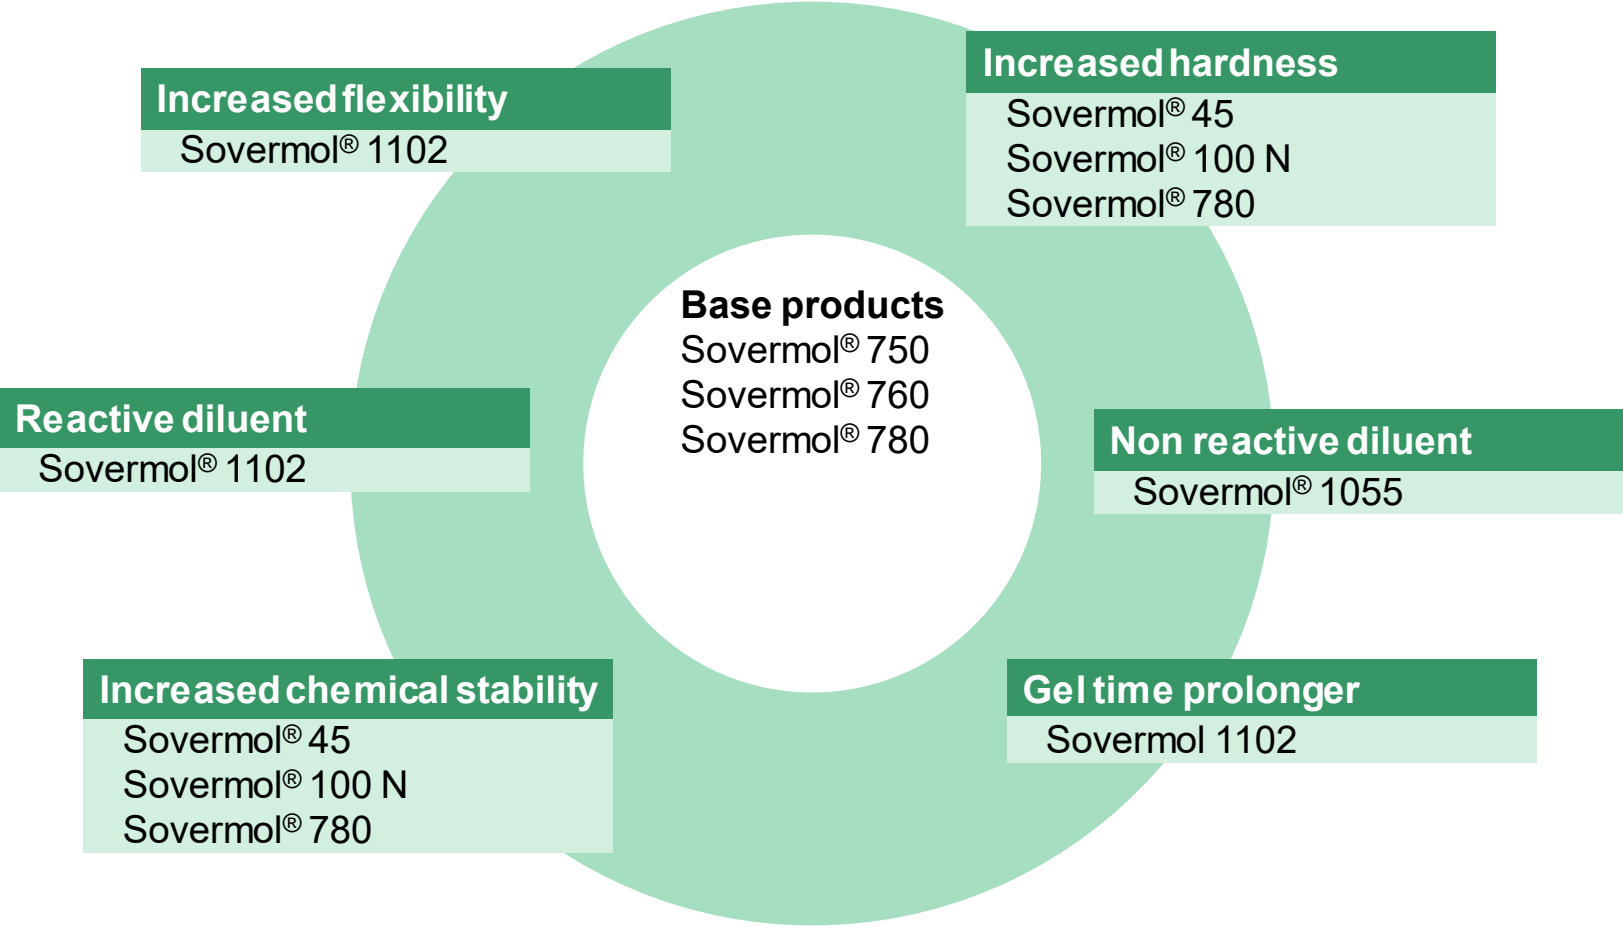 Increased flexibility
Sovermol® 1102
Increased hardness
Sovermol® 45
Sovermol® 100 N
Sovermol® 780
Base products
Sovermol® 750
Sovermol® 760
Sovermol® 780
Reactive diluent
Sovermol® 1102
Non reactive diluent
Sovermol® 1055
Increased chemical stability
Sovermol® 45
Sovermol® 100 N
Sovermol® 780
Gel time prolonger
Sovermol 1102